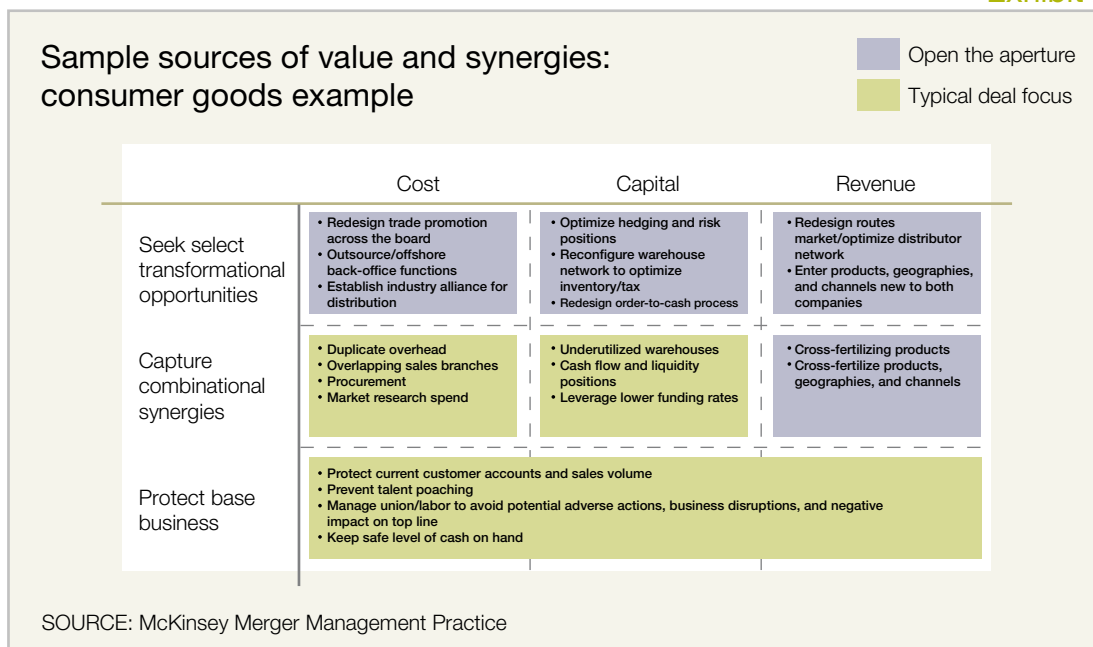 Exhibit
Sample sources of value and synergies:
consumer goods example
Open the aperture
Typical deal focus
Cost
Capital
Revenue
Seek select
transformational
opportunities
• Redesign trade promotion
across the board
• Outsource/offshore
back-office functions
• Establish industry alliance for
distribution
• Optimize hedging and risk
positions
• Reconfigure warehouse
network to optimize
inventory/tax
• Redesign order-to-cash process
• Redesign routes
market/optimize distributor
network
• Enter products, geographies,
and channels new to both
companies
Capture
combinational
synergies
• Duplicate overhead
• Overlapping sales branches
• Procurement
• Market research spend
• Underutilized warehouses
• Cash flow and liquidity
positions
• Leverage lower funding rates
• Cross-fertilizing products
• Cross-fertilize products,
geographies, and channels
Protect base
business
• Protect current customer accounts and sales volume
• Prevent talent poaching
• Manage union/labor to avoid potential adverse actions, business disruptions, and negative
impact on top line
• Keep safe level of cash on hand
SOURCE: McKinsey Merger Management Practice